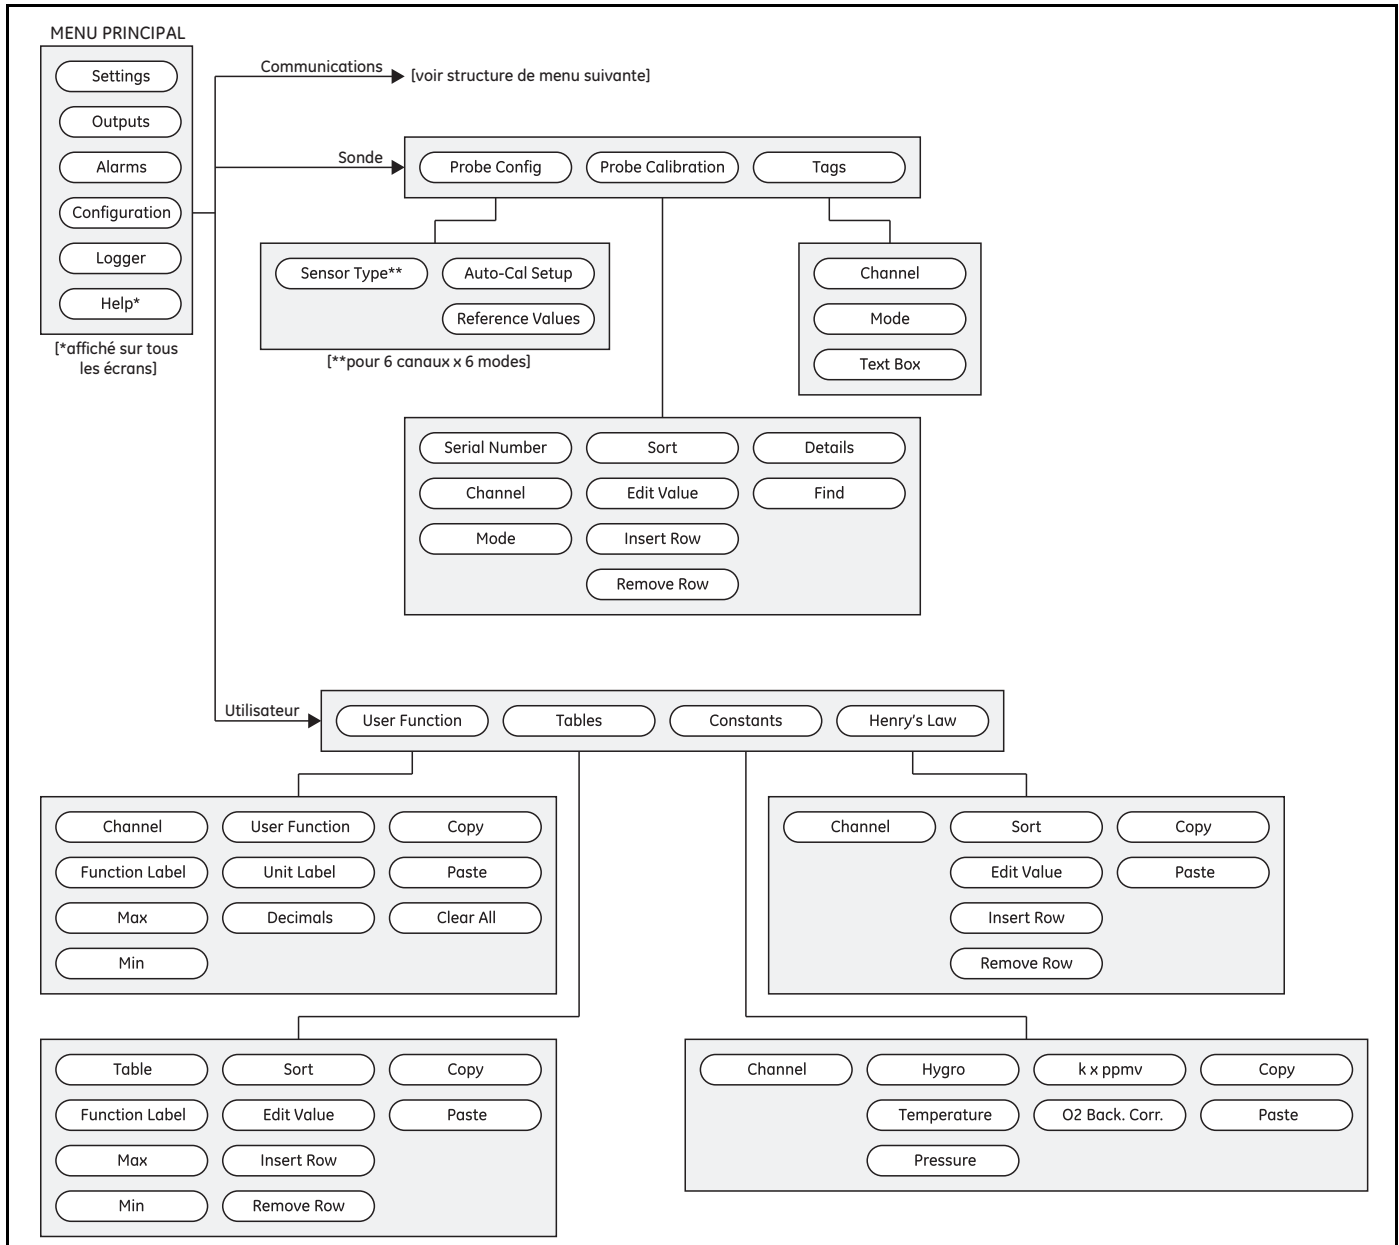 MENU PRINCIPAL
Settings
Outputs
Alarms
Configuration
Logger
Help*
[*affiché sur tous
les écrans]
Communications
[voir structure de menu suivante]
Sonde
Probe Config
Probe Calibration
Tags
Sensor Type**
Auto-Cal Setup
Reference Values
[**pour 6 canaux x 6 modes]
Channel
Mode
Text Box
Serial Number
Sort
Details
Channel
Edit Value
Find
Mode
Insert Row
Remove Row
Utilisateur
User Function
Tables
Constants
Henry's Law
Channel
User Function
Copy
Function Label
Unit Label
Paste
Max
Decimals
Clear All
Min
Channel
Sort
Copy
Edit Value
Paste
Insert Row
Remove Row
Table
Sort
Copy
Function Label
Edit Value
Paste
Max
Insert Row
Min
Remove Row
Channel
Hygro
k x ppmv
Copy
Temperature
O2 Back. Corr.
Paste
Pressure